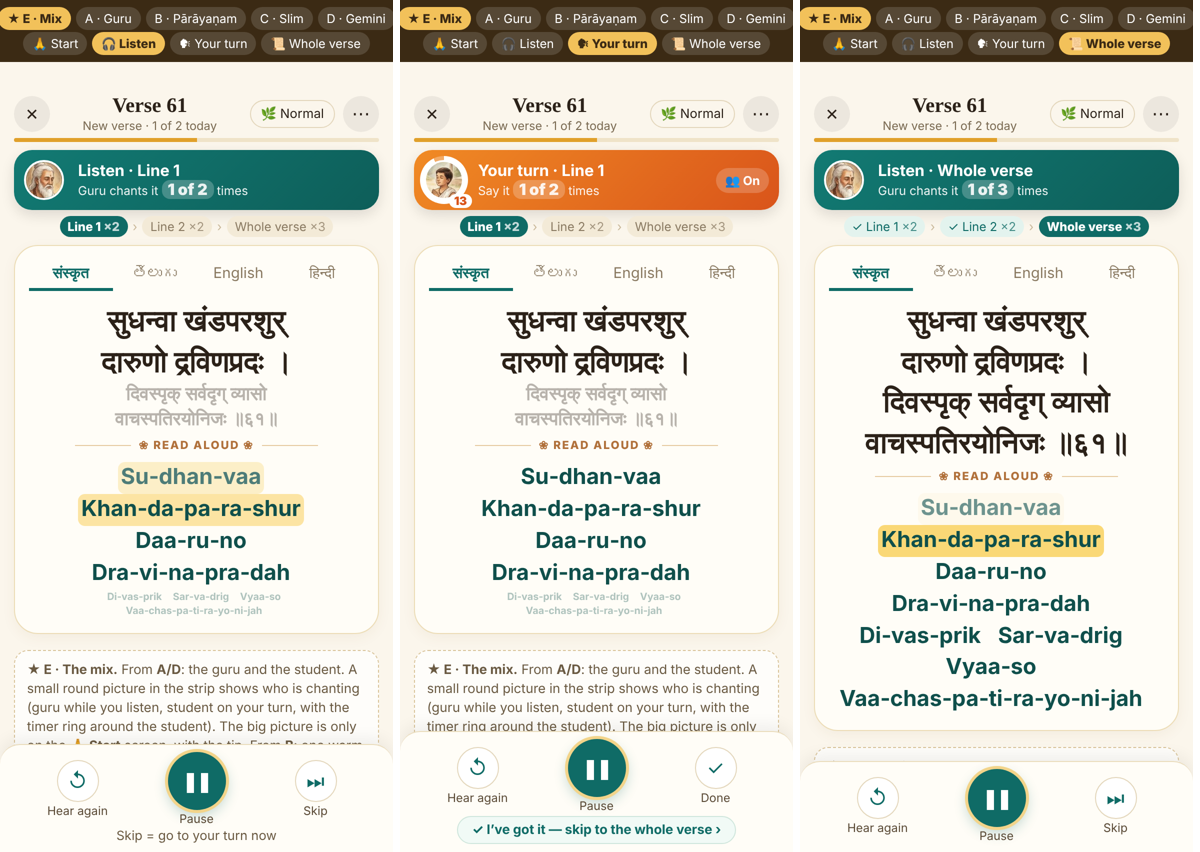 ★ E · Mix A · Guru B · Pārāyaṇam C · Slim D · Gemini
🙏 Start 🎧 Listen 🗣 Your turn 📜 Whole verse
✕ Verse 61 🌿 Normal ⋯
New verse · 1 of 2 today
Listen · Line 1
Guru chants it 1 of 2 times
Line 1 ×2 › Line 2 ×2 › Whole verse ×3
संस्कृत తెలుగు English हिन्दी
सुधन्वा खंडपरशुर्
दारुणो द्रविणप्रदः ।
दिवस्पृक् सर्वदृग् व्यासो
वाचस्पतिरयोनिजः ॥६१॥
❀ READ ALOUD ❀
Su-dhan-vaa
Khan-da-pa-ra-shur
Daa-ru-no
Dra-vi-na-pra-dah
Di-vas-prik Sar-va-drig Vyaa-so
Vaa-chas-pa-ti-ra-yo-ni-jah
★ E · The mix. From A/D: the guru and the student. A
small round picture in the strip shows who is chanting
(guru while you listen, student on your turn, with the
timer ring around the student). The big picture is only
Hear again
Pause
Skip
Skip = go to your turn now
★ E · Mix A · Guru B · Pārāyaṇam C · Slim D · Gemini
🙏 Start 🎧 Listen 🗣 Your turn 📜 Whole verse
✕ Verse 61 🌿 Normal ⋯
New verse · 1 of 2 today
Your turn · Line 1
Say it 1 of 2 times
13
👥 On
Line 1 ×2 › Line 2 ×2 › Whole verse ×3
संस्कृत తెలుగు English हिन्दी
सुधन्वा खंडपरशुर्
दारुणो द्रविणप्रदः ।
दिवस्पृक् सर्वदृग् व्यासो
वाचस्पतिरयोनिजः ॥६१॥
❀ READ ALOUD ❀
Su-dhan-vaa
Khan-da-pa-ra-shur
Daa-ru-no
Dra-vi-na-pra-dah
Di-vas-prik Sar-va-drig Vyaa-so
Vaa-chas-pa-ti-ra-yo-ni-jah
★ E · The mix. From A/D: the guru and the student. A
small round picture in the strip shows who is chanting
(guru while you listen, student on your turn, with the
timer ring around the student). The big picture is only
Hear again
Pause
Done
✓ I’ve got it — skip to the whole verse ›
★ E · Mix A · Guru B · Pārāyaṇam C · Slim D · Gemini
🙏 Start 🎧 Listen 🗣 Your turn 📜 Whole verse
✕ Verse 61 🌿 Normal ⋯
New verse · 1 of 2 today
Listen · Whole verse
Guru chants it 1 of 3 times
✓ Line 1 ×2 › ✓ Line 2 ×2 › Whole verse ×3
संस्कृत తెలుగు English हिन्दी
सुधन्वा खंडपरशुर्
दारुणो द्रविणप्रदः ।
दिवस्पृक् सर्वदृग् व्यासो
वाचस्पतिरयोनिजः ॥६१॥
❀ READ ALOUD ❀
Su-dhan-vaa
Khan-da-pa-ra-shur
Daa-ru-no
Dra-vi-na-pra-dah
Di-vas-prik Sar-va-drig
Vyaa-so
Vaa-chas-pa-ti-ra-yo-ni-jah
Hear again
Pause
Skip